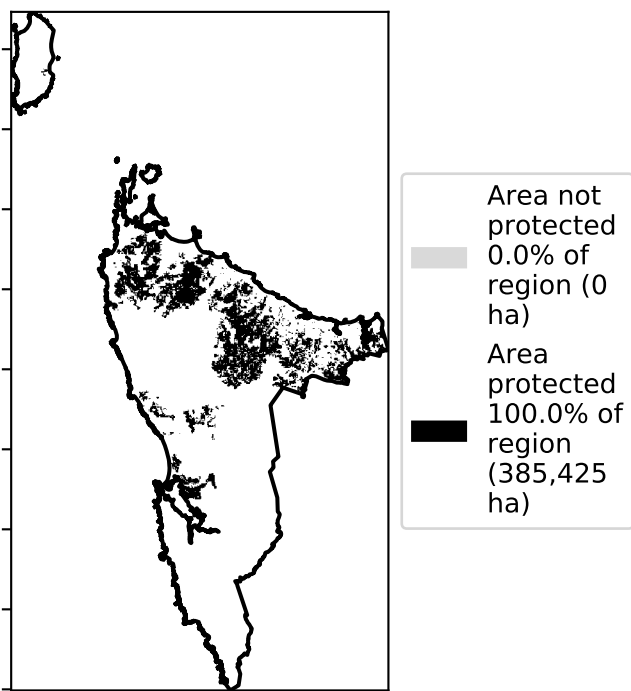 Area not
protected
0.0% of
region (0
ha)
Area
protected
100.0% of
region
(385,425
ha)